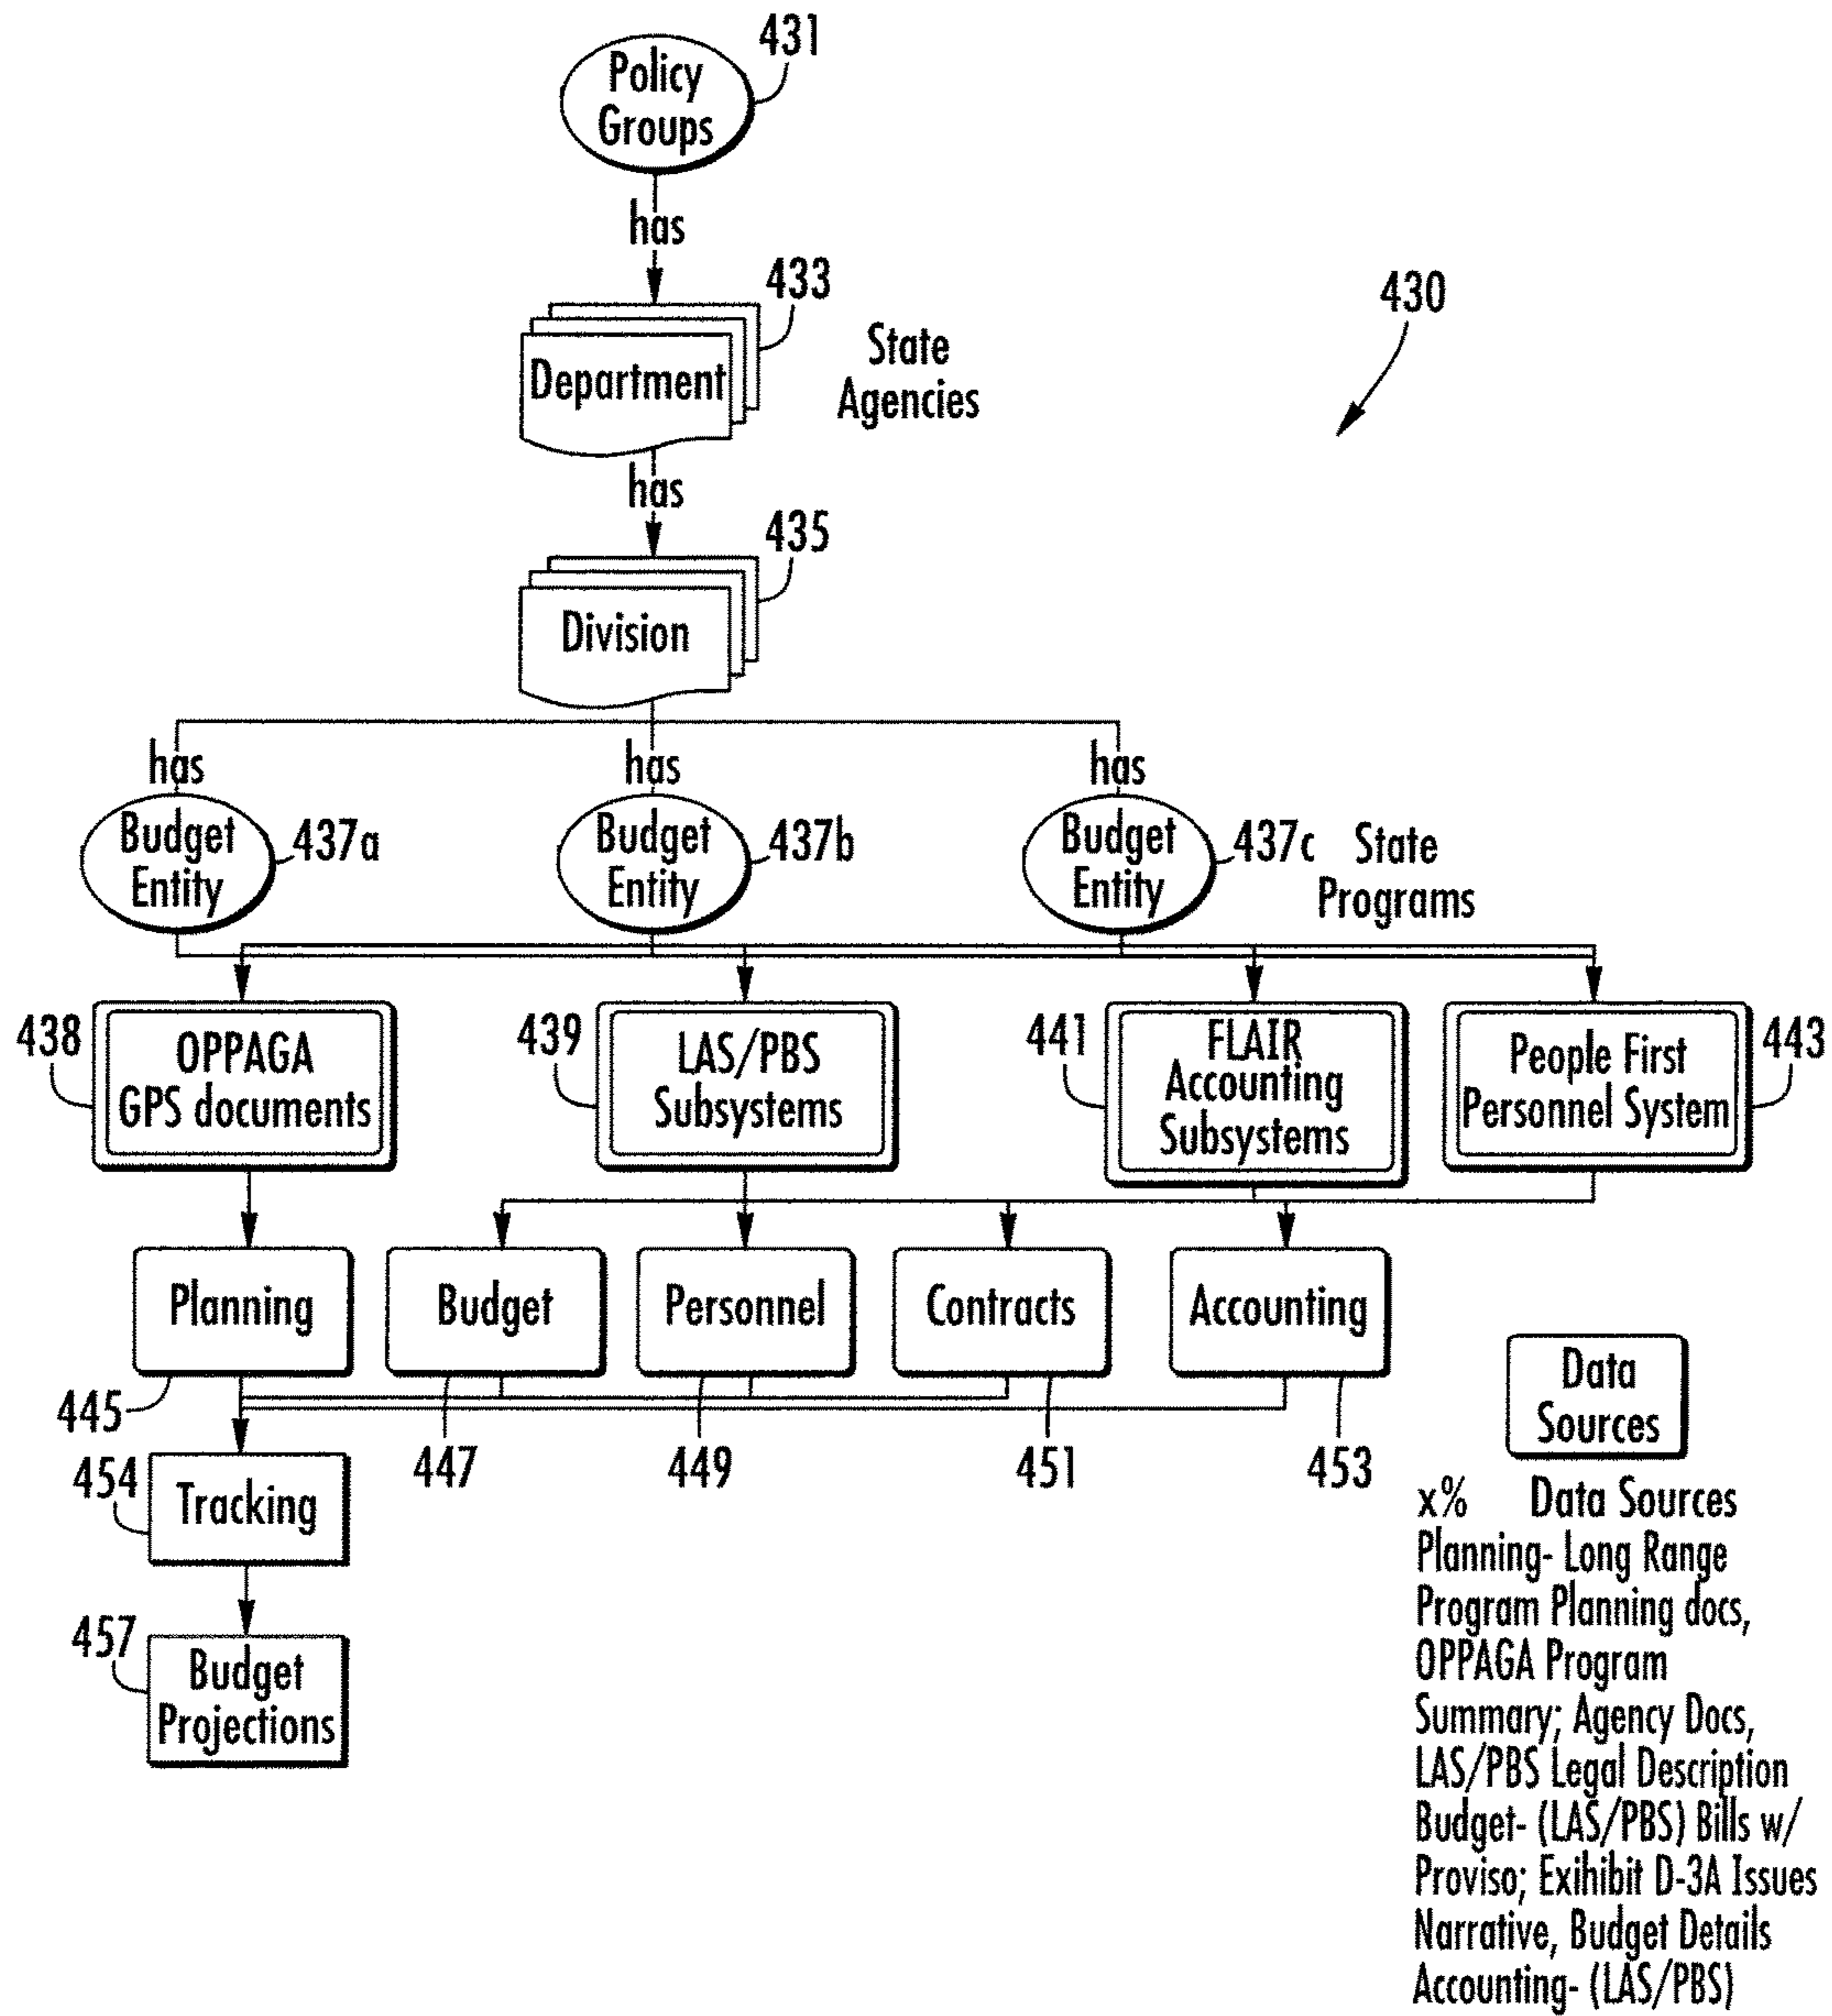 431
Policy
Groups
has
433
430
Department
State
Agencies
has
435
Division
has
has
has
Budget
Entity
437a
Budget
Entity
437b
Budget
Entity
437c
State
Programs
438
OPPAGA
GPS documents
439
LAS/PBS
Subsystems
441
FLAIR
Accounting
Subsystems
People First
Personnel System
443
Planning
Budget
Personnel
Contracts
Accounting
445
447
449
451
453
454
Tracking
457
Budget
Projections
Data
Sources
x% Data Sources
Planning- Long Range
Program Planning docs,
OPPAGA Program
Summary; Agency Docs,
LAS/PBS Legal Description
Budget- (LAS/PBS) Bills w/
Proviso; Exihibit D-3A Issues
Narrative, Budget Details
Accounting- (LAS/PBS)